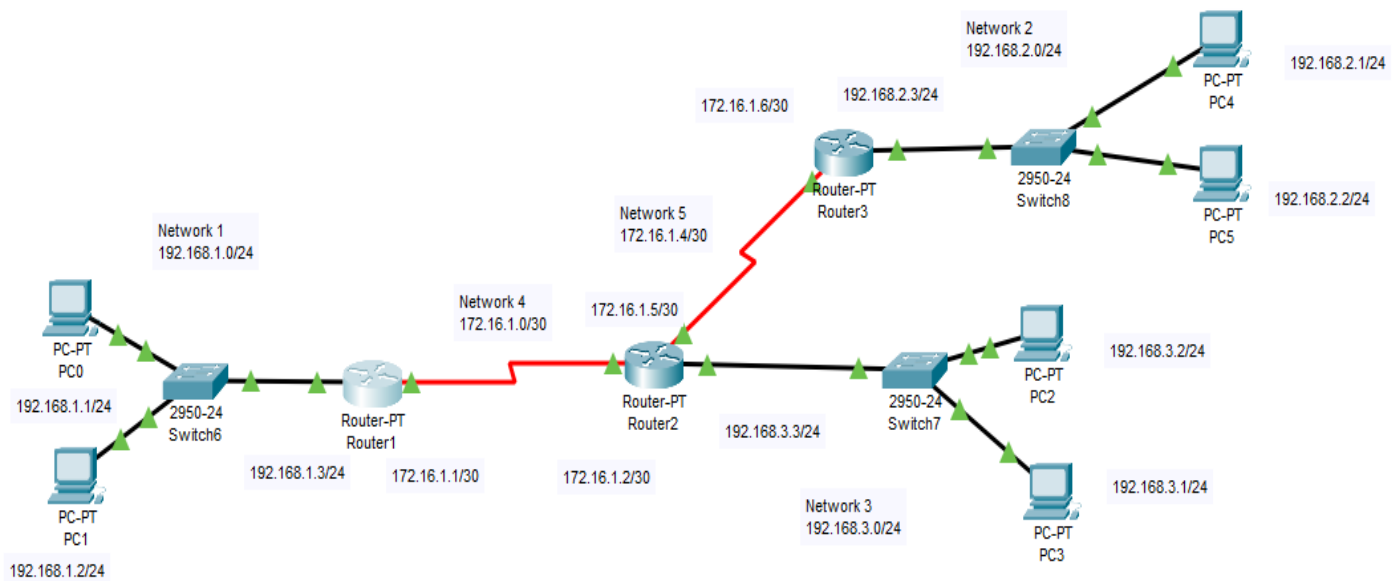 Network 2
192.168.2.0/24
192.168.2.1/24
PC-PT
PC4
172.16.1.6/30
192.168.2.3/24
Router-PT
Router3
2950-24
Switch8
PC-PT
PC5
192.168.2.2/24
Network 5
172.16.1.4/30
Network 1
192.168.1.0/24
Network 4
172.16.1.0/30
172.16.1.5/30
PC-PT
PC0
192.168.1.1/24
2950-24
Switch6
Router-PT
Router1
Router-PT
Router2
2950-24
Switch7
PC-PT
PC2
192.168.3.2/24
192.168.3.3/24
192.168.1.3/24
172.16.1.1/30
172.16.1.2/30
Network 3
192.168.3.0/24
192.168.3.1/24
PC-PT
PC3
PC-PT
PC1
192.168.1.2/24